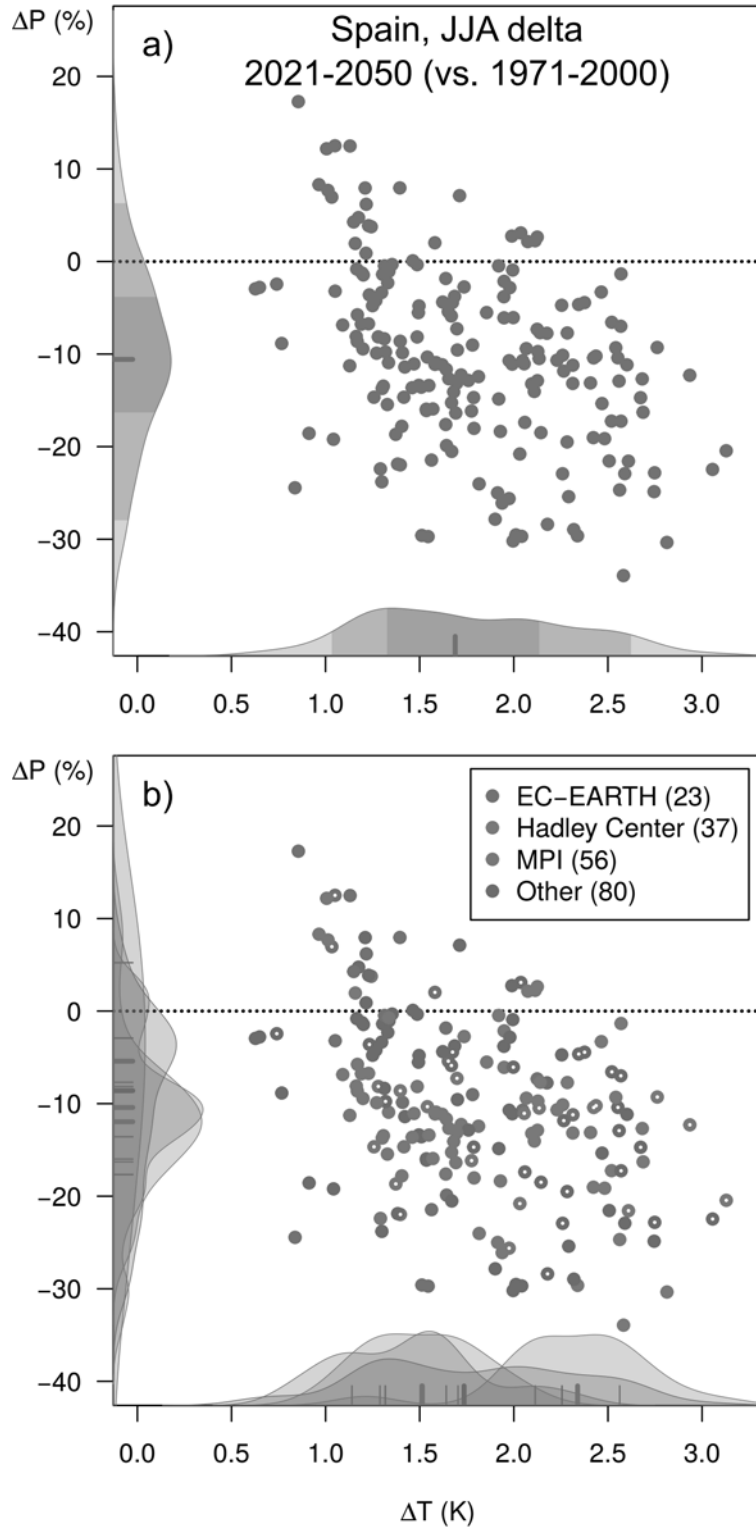 ΔP (%)
a)
Spain, JJA delta
2021-2050 (vs. 1971-2000)
20
10
0
−10
−20
−30
−40
0.0 0.5 1.0 1.5 2.0 2.5 3.0
ΔP (%)
b)
EC−EARTH (23)
Hadley Center (37)
MPI (56)
Other (80)
20
10
0
−10
−20
−30
−40
0.0 0.5 1.0 1.5 2.0 2.5 3.0
ΔT (K)